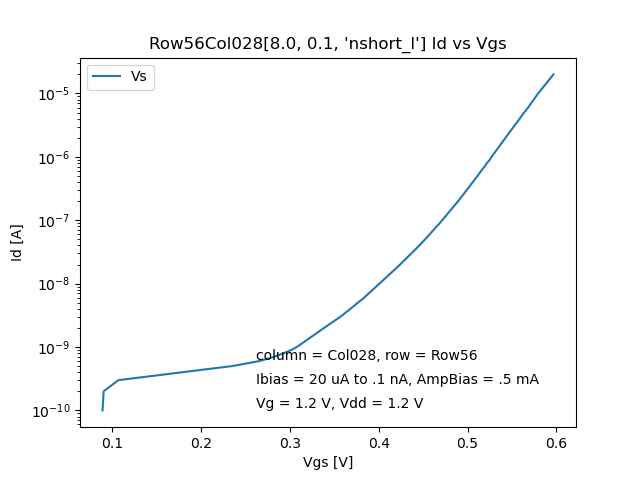 Row56Col028[8.0, 0.1, 'nshort_l'] Id vs Vgs
Vs
10⁻⁵
10⁻⁶
10⁻⁷
10⁻⁸
10⁻⁹
10⁻¹⁰
Id [A]
column = Col028, row = Row56
Ibias = 20 uA to .1 nA, AmpBias = .5 mA
Vg = 1.2 V, Vdd = 1.2 V
0.1 0.2 0.3 0.4 0.5 0.6
Vgs [V]